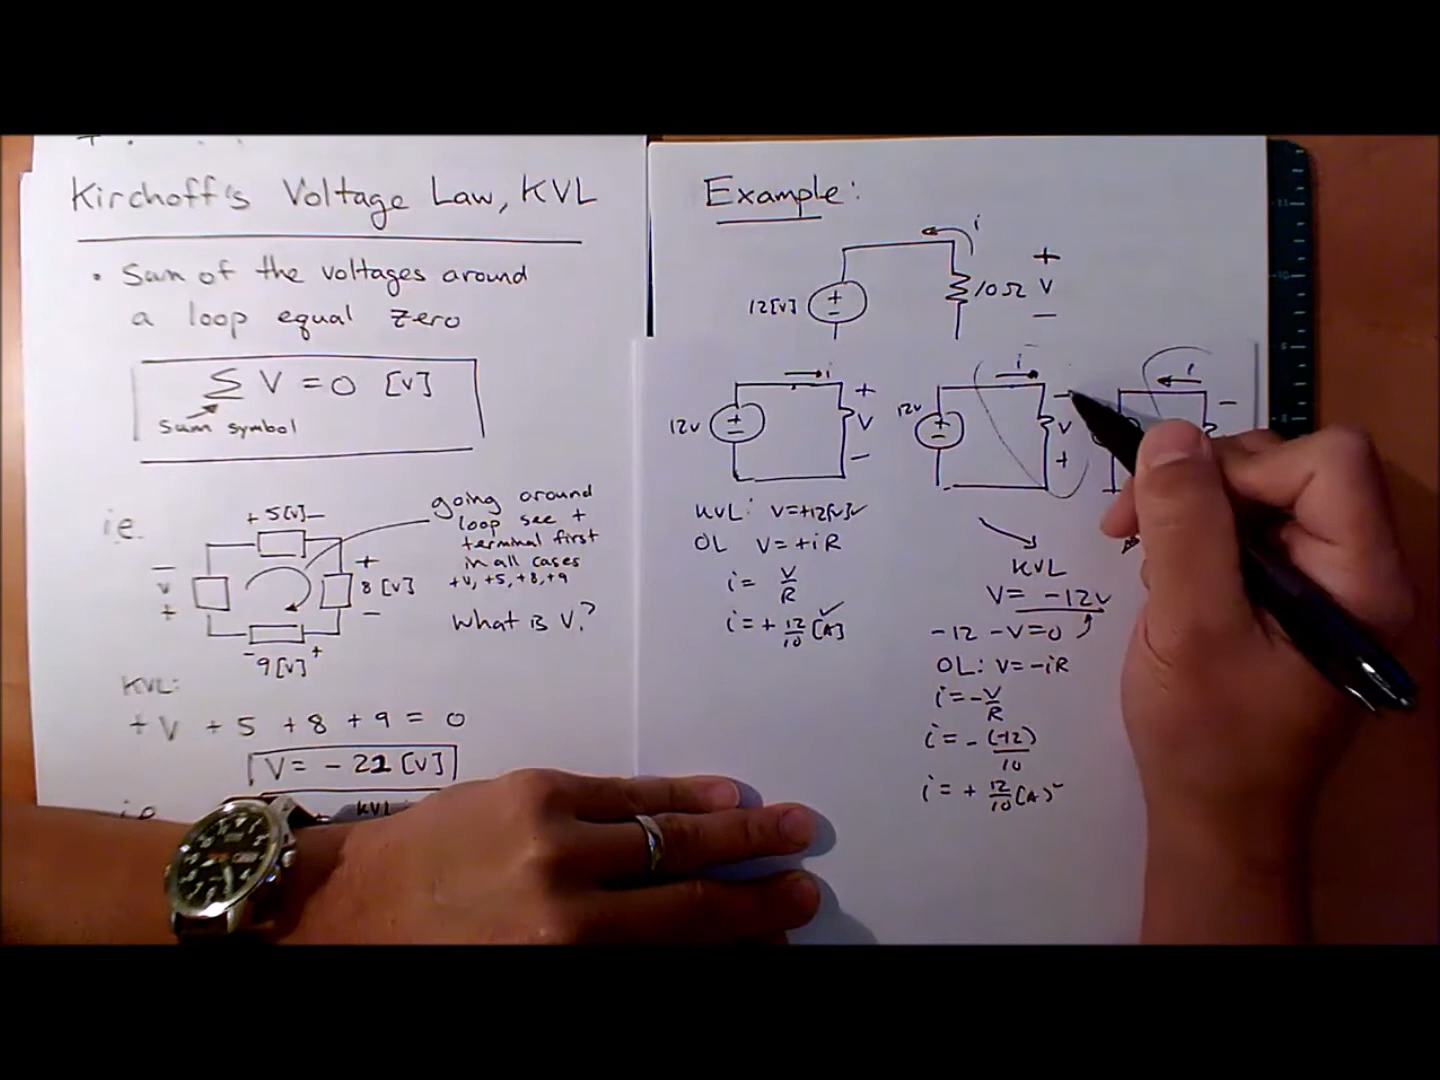 Kirchoff's Voltage Law, KVL
• Sum of the voltages around
a loop equal zero
Σ V = 0 [V]
Sum symbol
i.e.
+ 5[V] −
− V +
+ 8[V] −
− 9[V] +
going around
loop see +
terminal first
in all cases
+V, +5, +8, +9
What is V?
KVL:
+V + 5 + 8 + 9 = 0
V = − 22 [V]
i.e.
KVL
Example:
i
12[V]
+ −
10Ω
+ V −
i
12V
+ −
+ V −
KVL: V=+12[V]✓
OL V=+iR
i = V/R
i = + 12/10 [A] ✓
i
12V
+ −
− V +
KVL
V= −12V
−12 −V=0
OL: V= −iR
i = −V/R
i = − (−12)/10
i = + 12/10 [A]✓
i
−